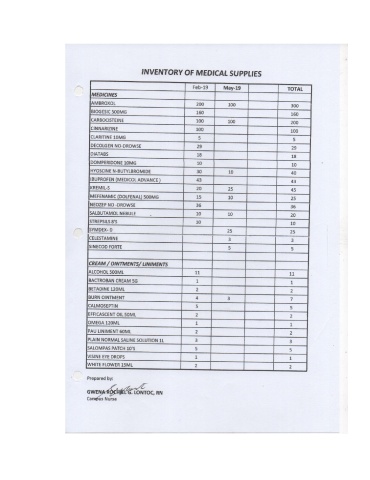 INVENTORY OF MEDICAL SUPPLIES
Feb-19 May-19 TOTAL
MEDICINES
AMBROXOL 200 100 300
BIOGESIC 500MG 160 160
CARBOCISTEINE 100 100 200
CINNARIZINE 100 100
CLARITINE 10MG 5 5
DECOLGEN NO-DROWSE 29 29
DIATABS 18 18
DOMPERIDONE 10MG 10 10
HYOSCINE N-BUTYLBROMIDE 30 10 40
IBUPROFEN (MEDICOL ADVANCE ) 43 43
KREMIL-S 20 25 45
MEFENAMIC (DOLFENAL) 500MG 15 10 25
NEOZEP NO -DROWSE 36 36
SALBUTAMOL NEBULE 10 10 20
STREPSILS 10 10
25 25
CELESTAMINE 3 3
SINECOD FORTE 5 5
CREAM / OINTMENTS/ LINIMENTS
ALCOHOL 500ML 11 11
BACTROBAN CREAM 5G 1 1
BETADINE 120ML 2 2
BURN OINTMENT 4 3 7
CALMOSEPTIN 5 5
EFFICASCENT OIL 50ML 2 2
OMEGA 120ML 1 1
PAU LINIMENT 60ML 2 2
PLAIN NORMAL SALINE SOLUTION 1L 3 3
SALONPAS PATCH 10'S 5 5
VISINE EYE DROPS 1 1
WHITE FLOWER 2 2
Prepared by:
GWENA G. LONTOC, RN
Campus Nurse